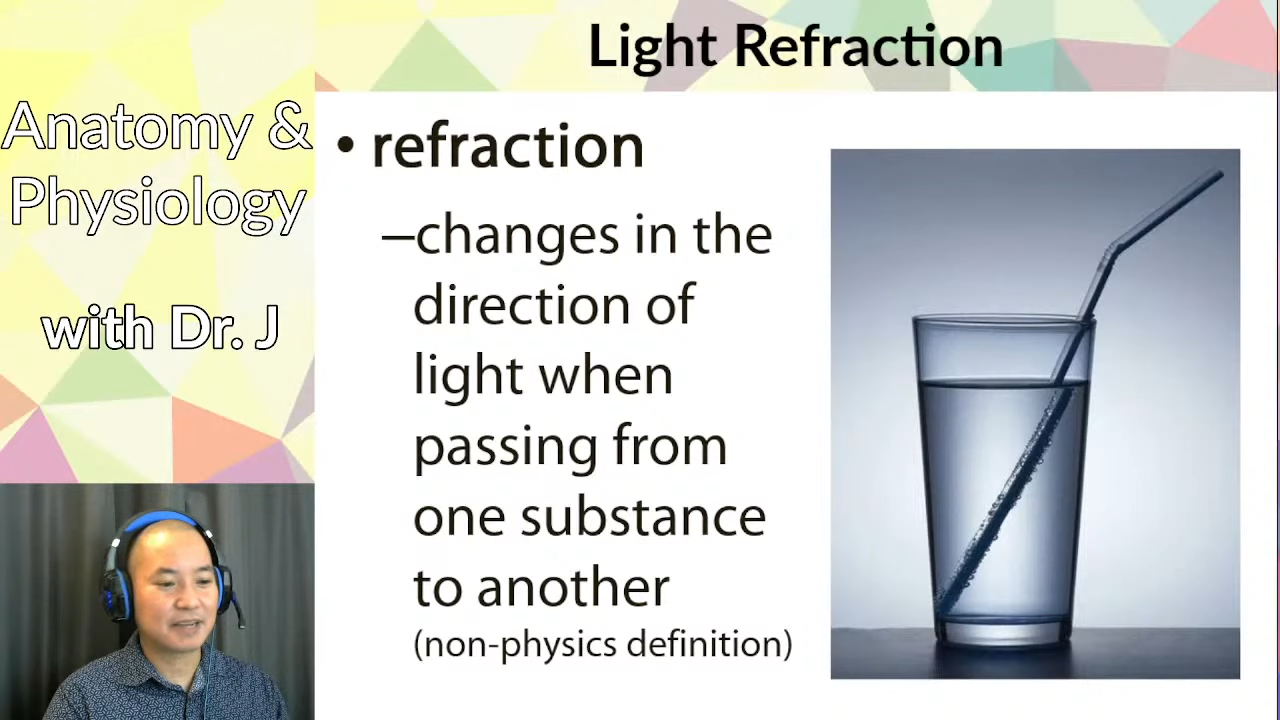 Light Refraction
Anatomy &
Physiology
with Dr. J
• refraction
–changes in the
direction of
light when
passing from
one substance
to another
(non-physics definition)